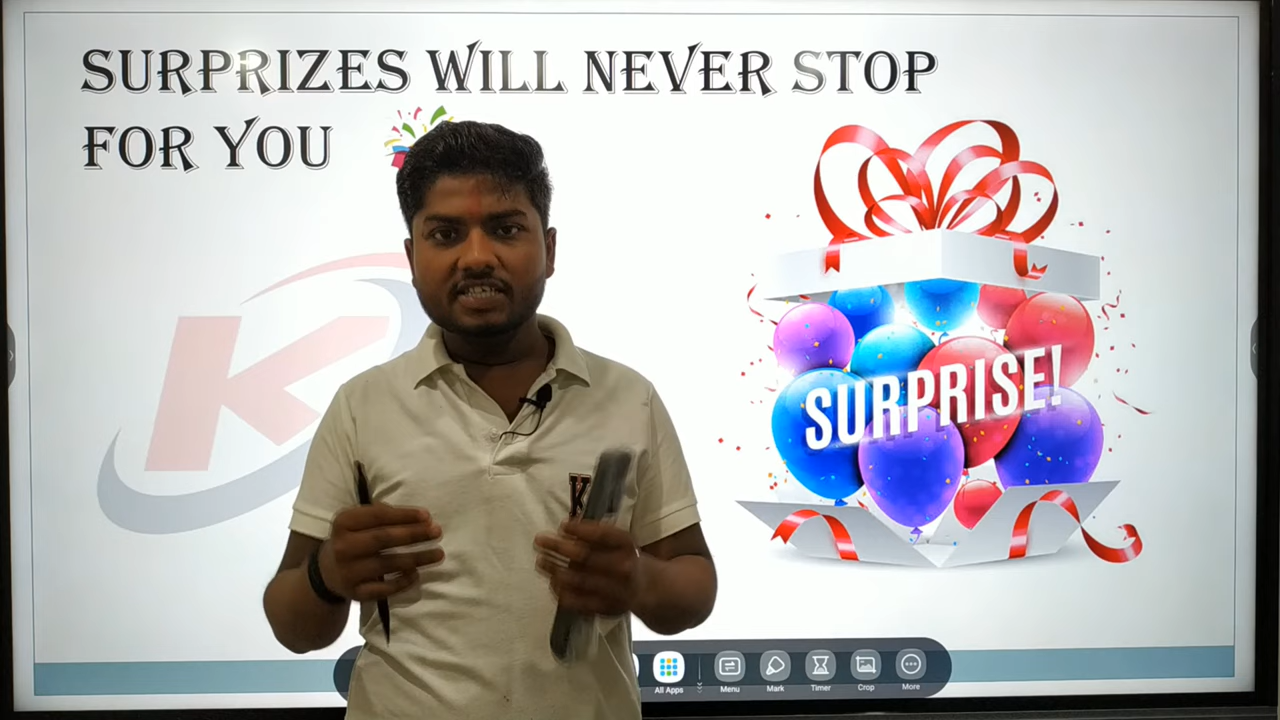 SURPRIZES WILL NEVER STOP
FOR YOU
K
SURPRISE!
K
All Apps
Menu
Mark
Timer
Crop
More